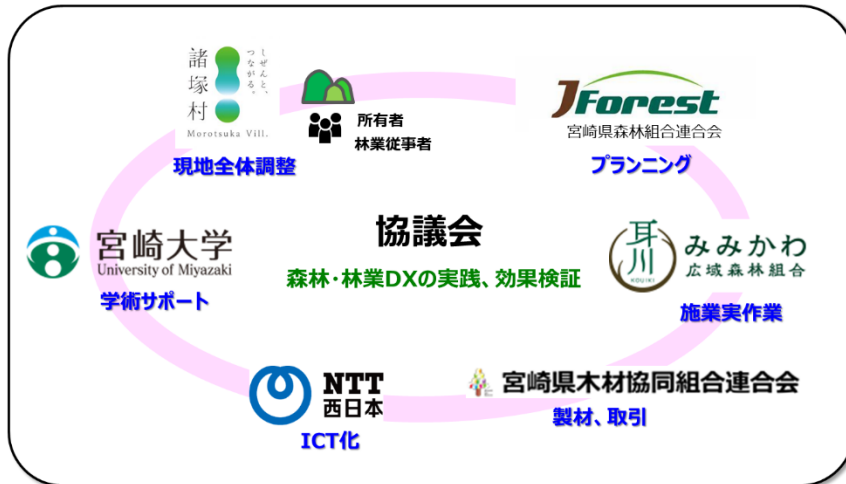 諸塚村
しぜんと、
つながる。
Morotsuka Vill.
現地全体調整
所有者
林業従事者
JForest
宮崎県森林組合連合会
プランニング
協議会
森林・林業DXの実践、効果検証
宮崎大学
University of Miyazaki
学術サポート
耳川
KOUIKI
みみかわ
広域森林組合
施業実作業
NTT
西日本
ICT化
宮崎県木材協同組合連合会
製材、取引